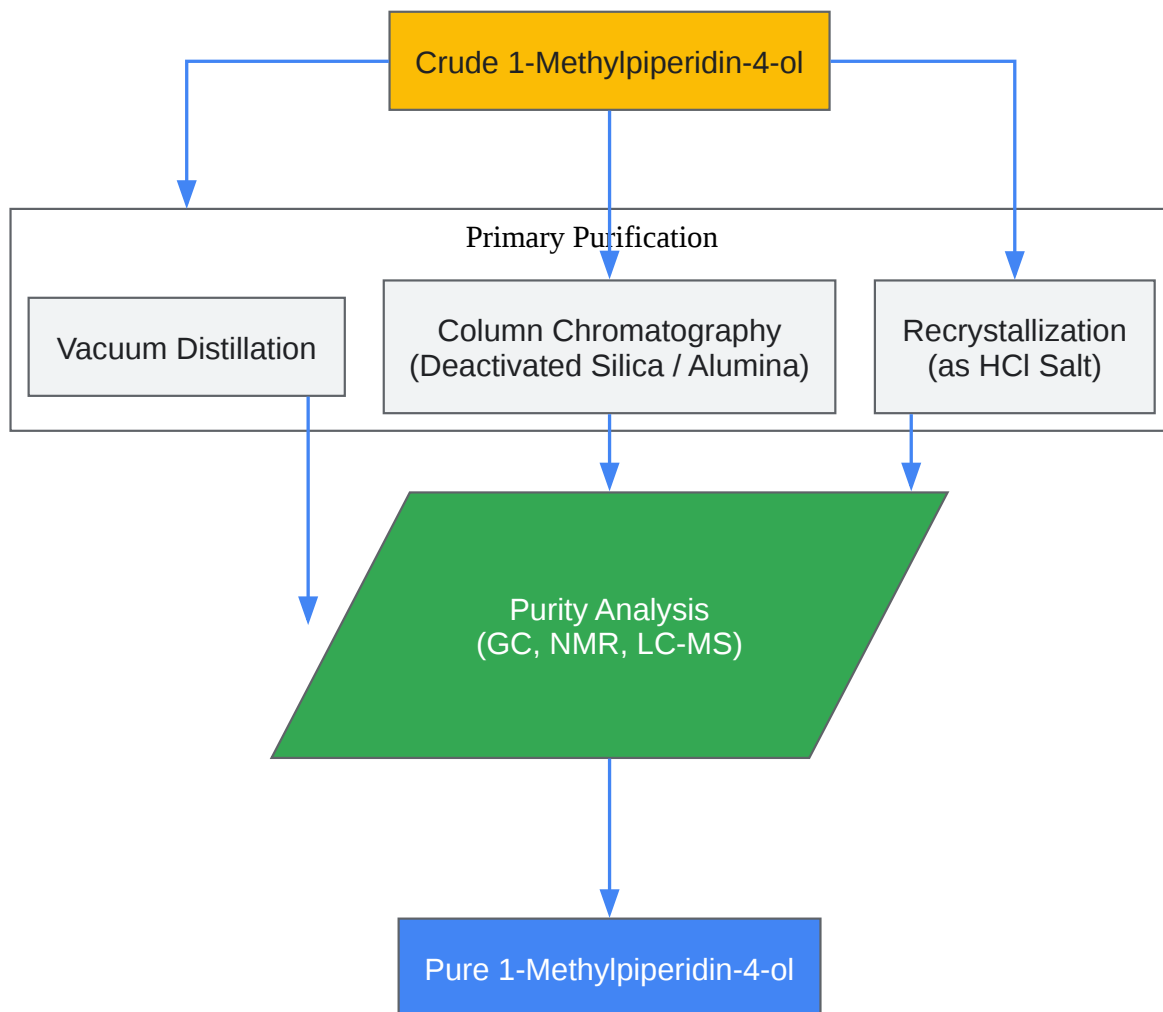 Crude 1-Methylpiperidin-4-ol
Primary Purification
Vacuum Distillation
Column Chromatography
(Deactivated Silica / Alumina)
Recrystallization
(as HCl Salt)
Purity Analysis
(GC, NMR, LC-MS)
Pure 1-Methylpiperidin-4-ol